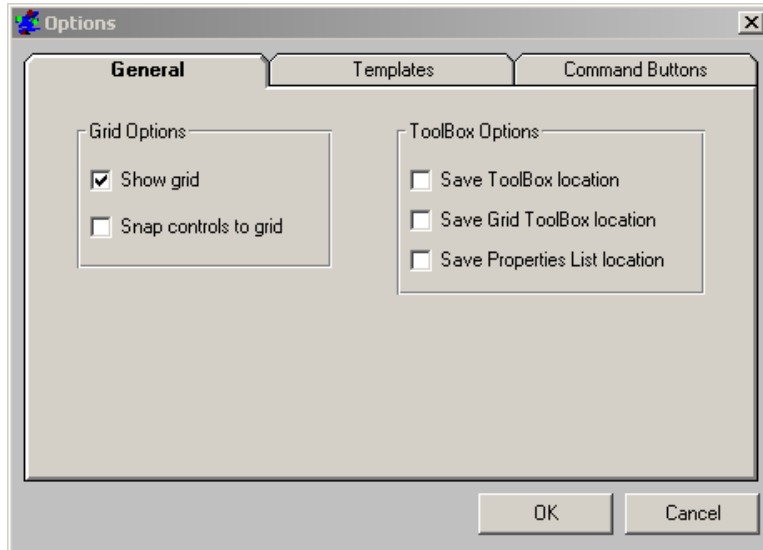 Options
General
Templates
Command Buttons
Grid Options
Show grid
Snap controls to grid
ToolBox Options
Save ToolBox location
Save Grid ToolBox location
Save Properties List location
OK
Cancel